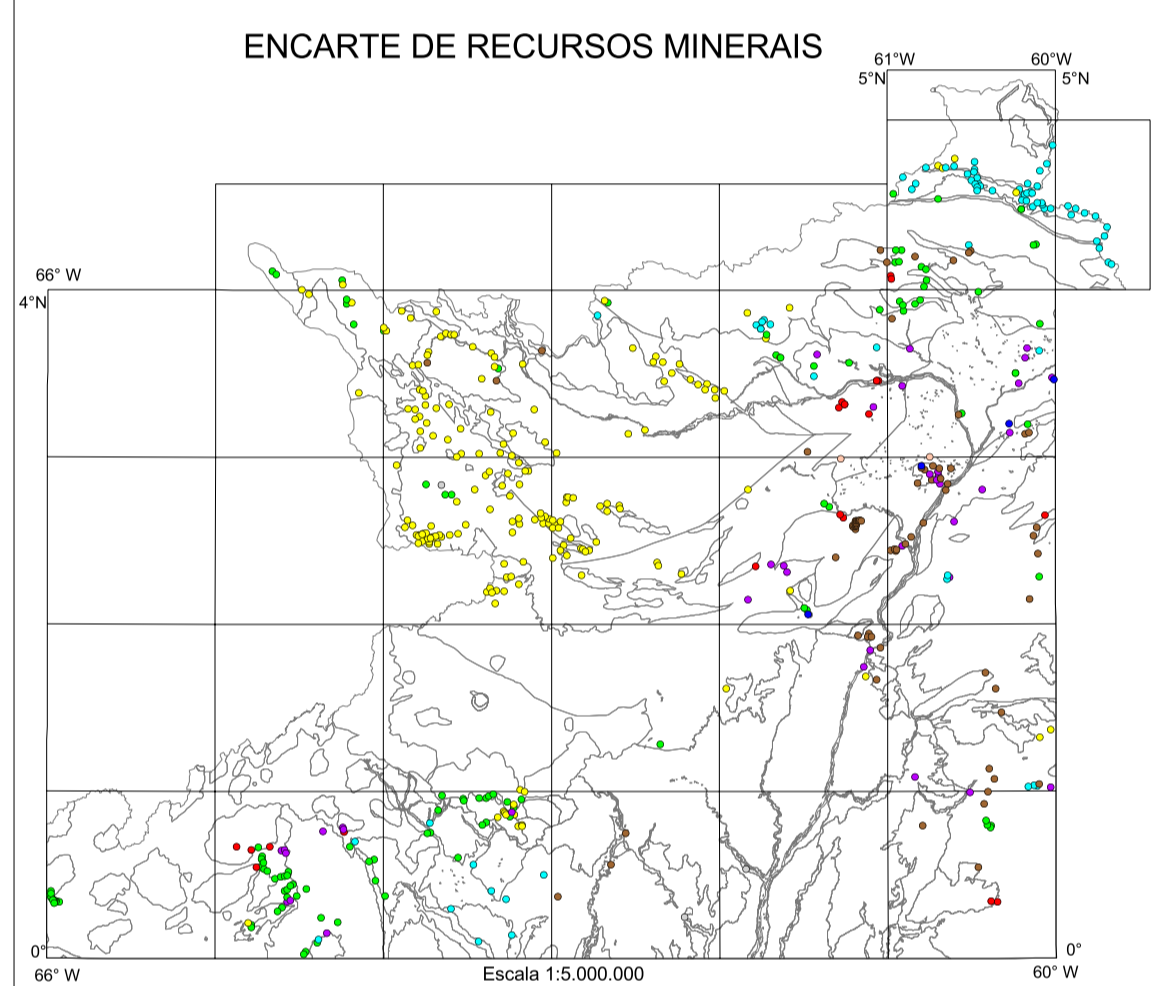 ENCARTE DE RECURSOS MINERAIS
61°W 60°W
5°N 5°N
66° W
4°N
0° 0°
66° W Escala 1:5.000.000 60° W